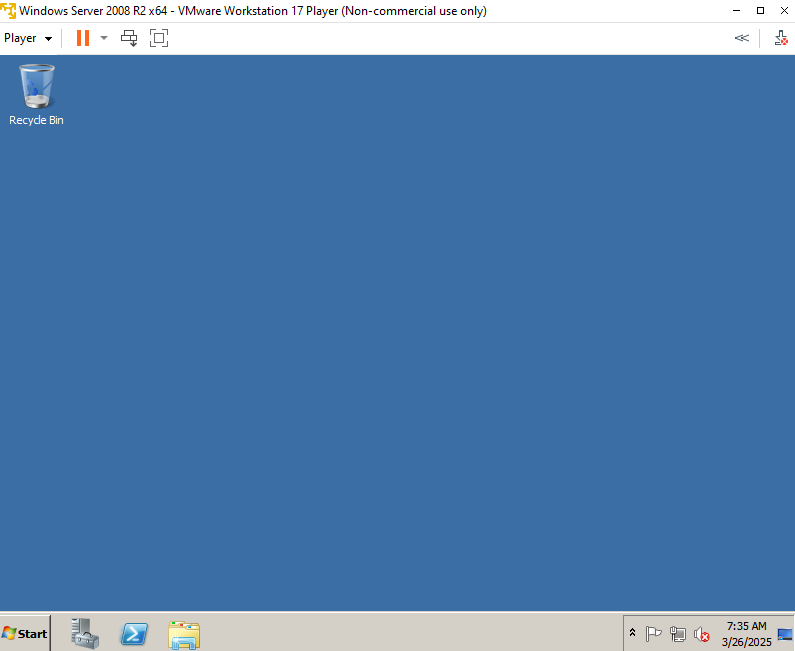 Windows Server 2008 R2 x64 - VMware Workstation 17 Player (Non-commercial use only)
Player
Recycle Bin
Start
7:35 AM
3/26/2025